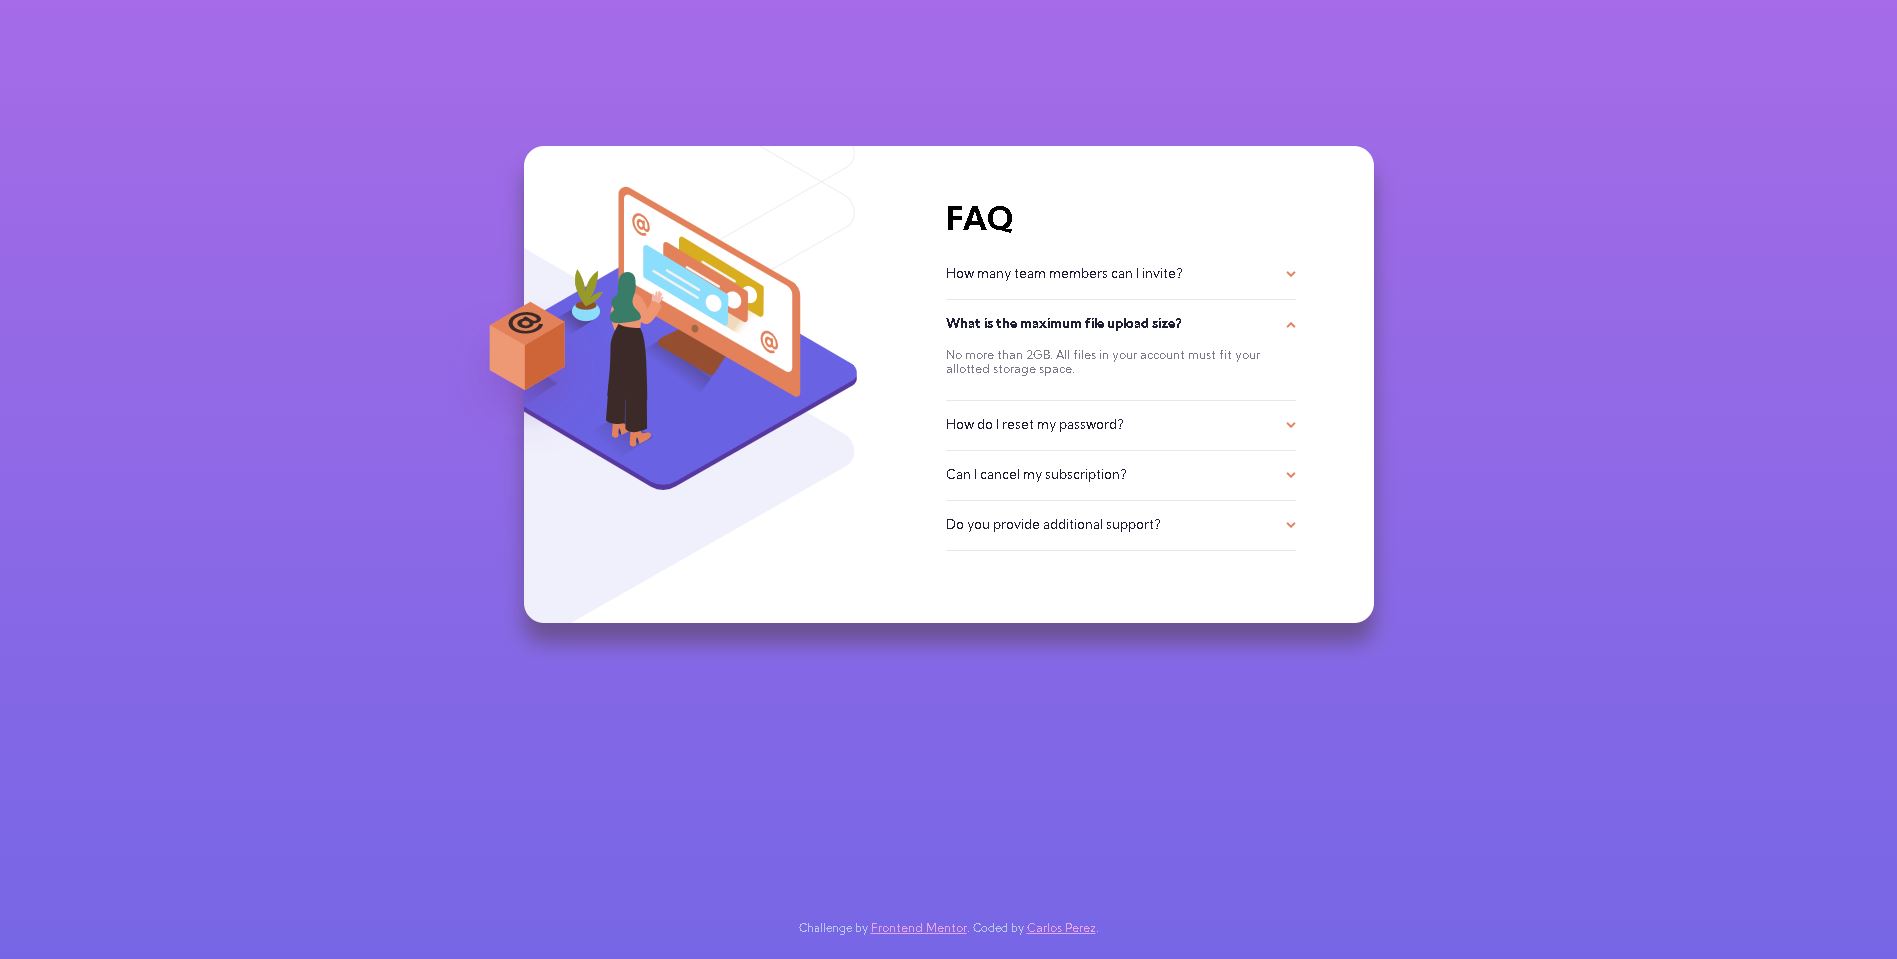 FAQ
How many team members can I invite?
What is the maximum file upload size?
No more than 2GB. All files in your account must fit your
allotted storage space.
How do I reset my password?
Can I cancel my subscription?
Do you provide additional support?
@
@
@
Challenge by Frontend Mentor. Coded by Carlos Perez.